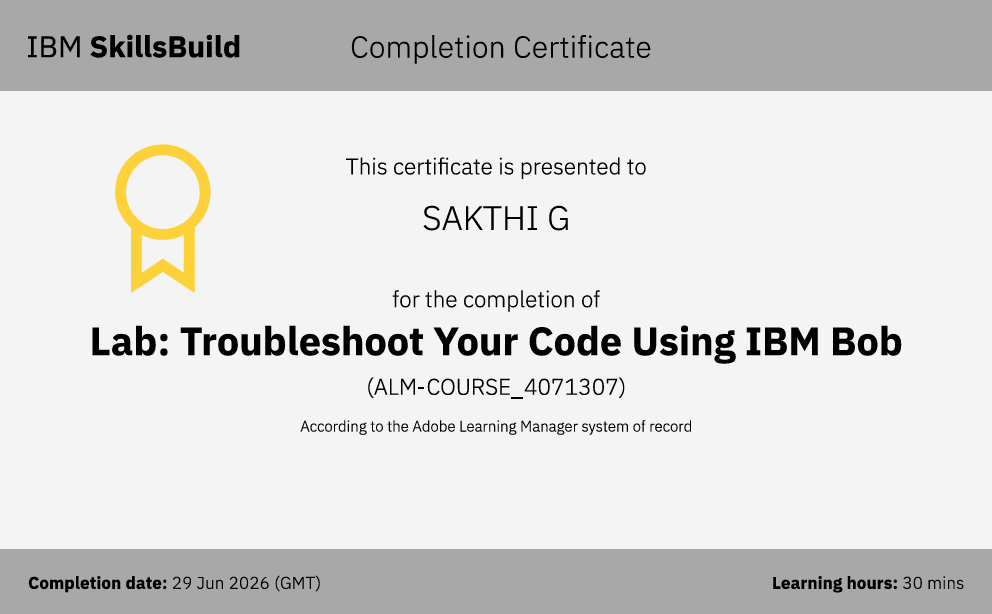 IBM SkillsBuild
Completion Certificate
This certificate is presented to
SAKTHI G
for the completion of
Lab: Troubleshoot Your Code Using IBM Bob
(ALM-COURSE_4071307)
According to the Adobe Learning Manager system of record
Completion date: 29 Jun 2026 (GMT)
Learning hours: 30 mins